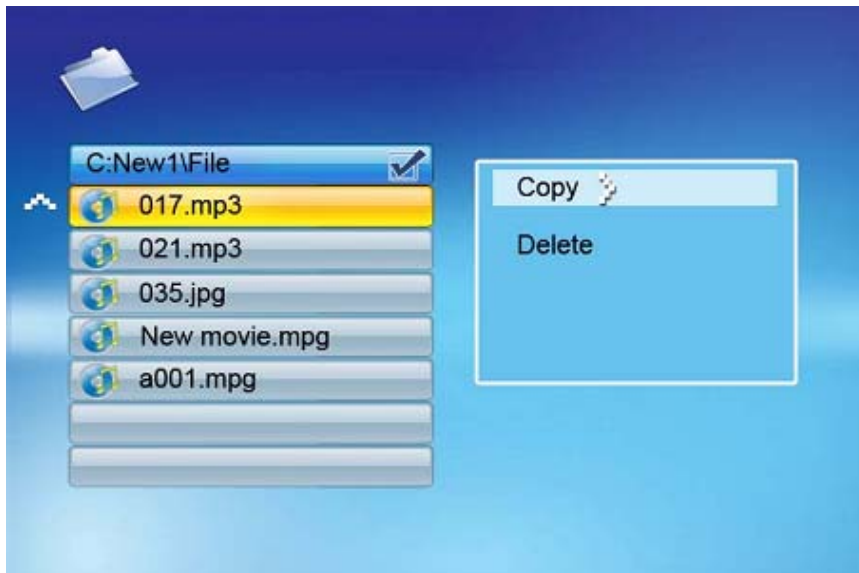 C:New1\File
017.mp3
021.mp3
035.jpg
New movie.mpg
a001.mpg
Copy
Delete